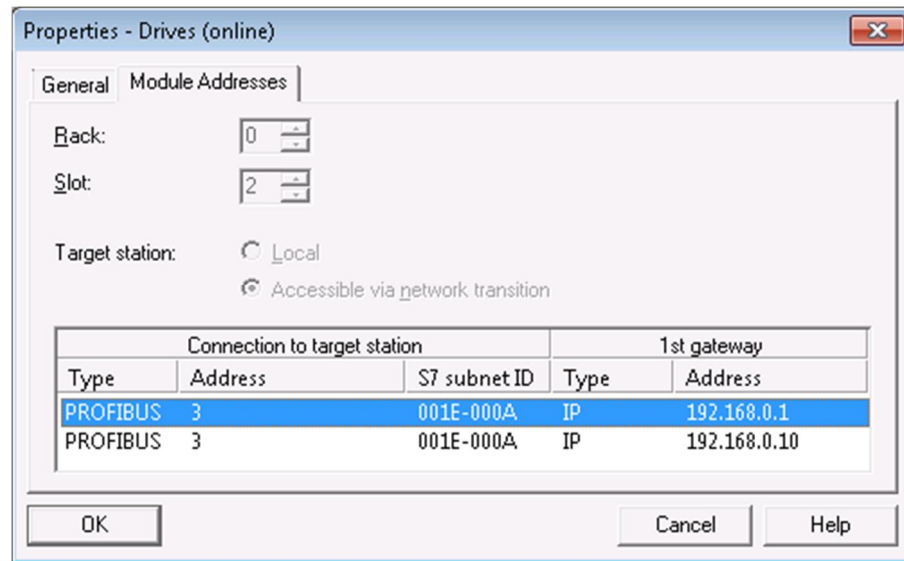 Properties - Drives (online)
General Module Addresses
Rack: 0
Slot: 2
Target station: Local
Accessible via network transition
Connection to target station 1st gateway
Type Address S7 subnet ID Type Address
PROFIBUS 3 001E-000A IP 192.168.0.1
PROFIBUS 3 001E-000A IP 192.168.0.10
OK Cancel Help